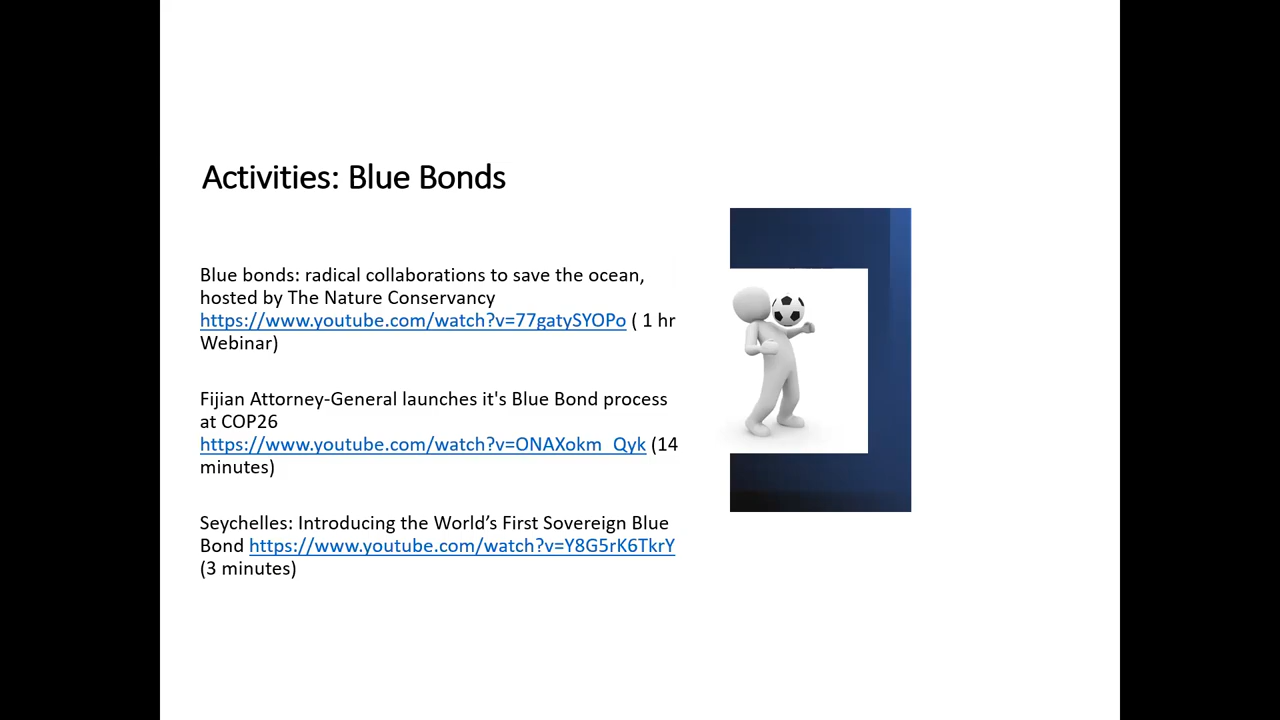 Activities: Blue Bonds
Blue bonds: radical collaborations to save the ocean,
hosted by The Nature Conservancy
https://www.youtube.com/watch?v=77gatySYOPo ( 1 hr
Webinar)
Fijian Attorney-General launches it's Blue Bond process
at COP26
https://www.youtube.com/watch?v=ONAXokm_Qyk (14
minutes)
Seychelles: Introducing the World’s First Sovereign Blue
Bond https://www.youtube.com/watch?v=Y8G5rK6TkrY
(3 minutes)